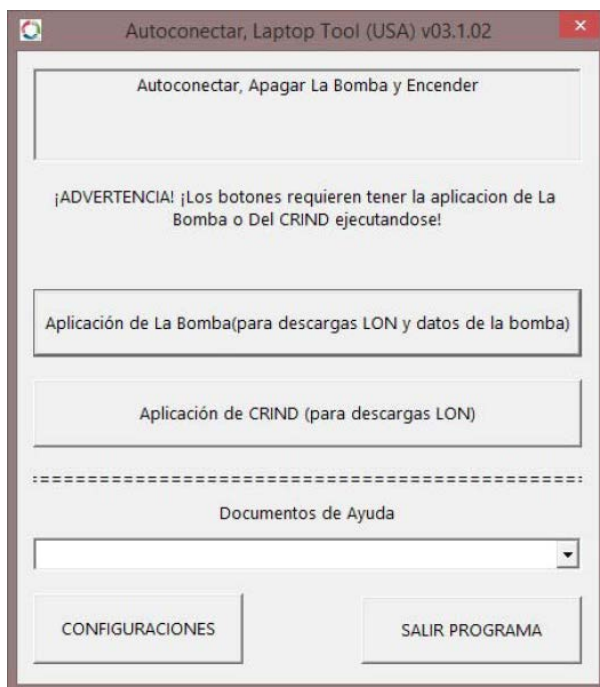 Autoconectar, Laptop Tool (USA) v03.1.02
Autoconectar, Apagar La Bomba y Encender
¡ADVERTENCIA! ¡Los botones requieren tener la aplicacion de La
Bomba o Del CRIND ejecutandose!
Aplicación de La Bomba(para descargas LON y datos de la bomba)
Aplicación de CRIND (para descargas LON)
Documentos de Ayuda
CONFIGURACIONES
SALIR PROGRAMA